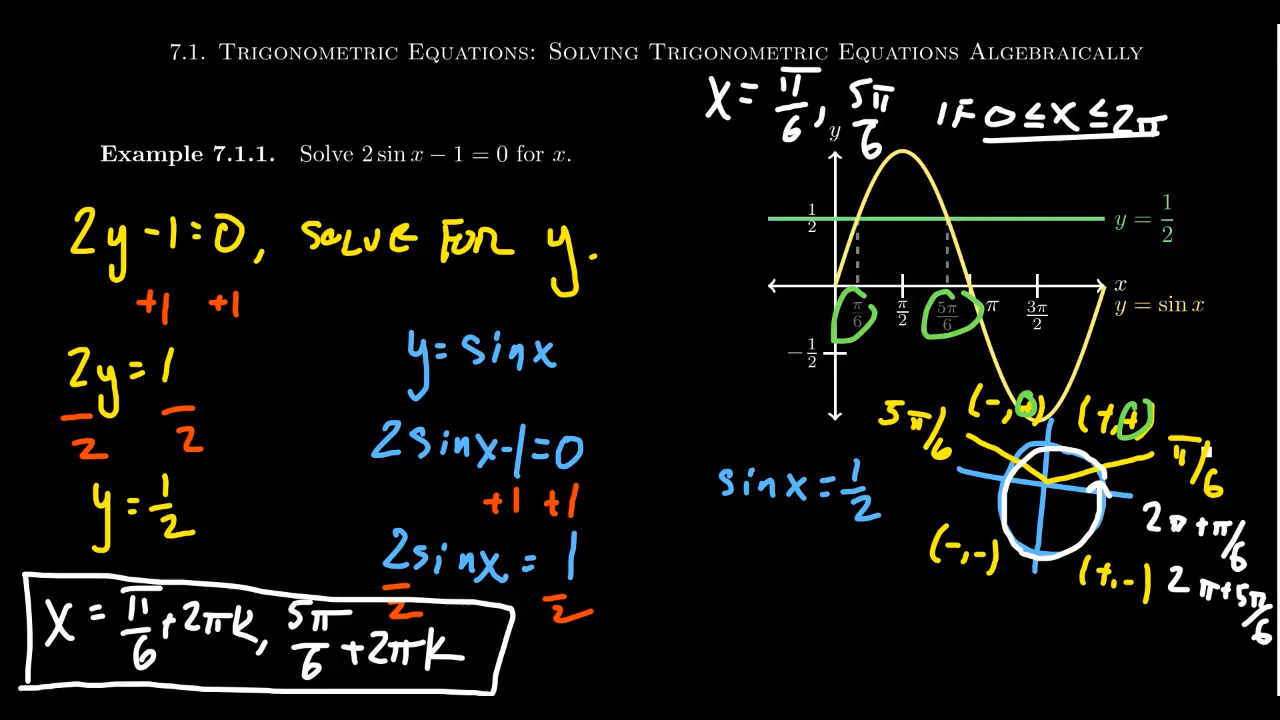 7.1. TRIGONOMETRIC EQUATIONS: SOLVING TRIGONOMETRIC EQUATIONS ALGEBRAICALLY
Example 7.1.1. Solve 2 sin x − 1 = 0 for x.
2y - 1 = 0, SOLVE FOR y.
+1 +1
2y = 1
2 2
y = 1/2
y = sin x
2 sin x - 1 = 0
+1 +1
2 sin x = 1
2 2
x = π/6 + 2πk, 5π/6 + 2πk
x = π/6, 5π/6 IF 0 ≤ x ≤ 2π
y
1/2
y = 1/2
x
π/6 π/2 5π/6 π 3π/2
y = sin x
−1/2
(-,+) (+,+)
5π/6 π/6
sin x = 1/2
2π + π/6
(-,-) (+,-) 2π + 5π/6